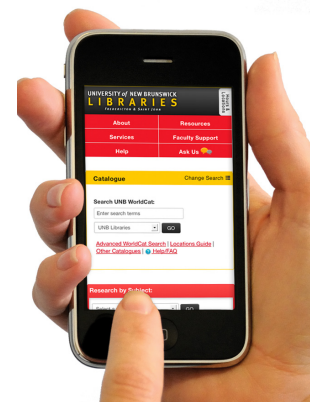 UNIVERSITY of NEW BRUNSWICK
LIBRARIES
FREDERICTON & SAINT JOHN
Hours &
Locations
About Resources
Services Faculty Support
Help Ask Us
Catalogue Change Search
Search UNB WorldCat:
Enter search terms
UNB Libraries GO
Advanced WorldCat Search | Locations Guide |
Other Catalogues | Help/FAQ
Research by Subject:
GO